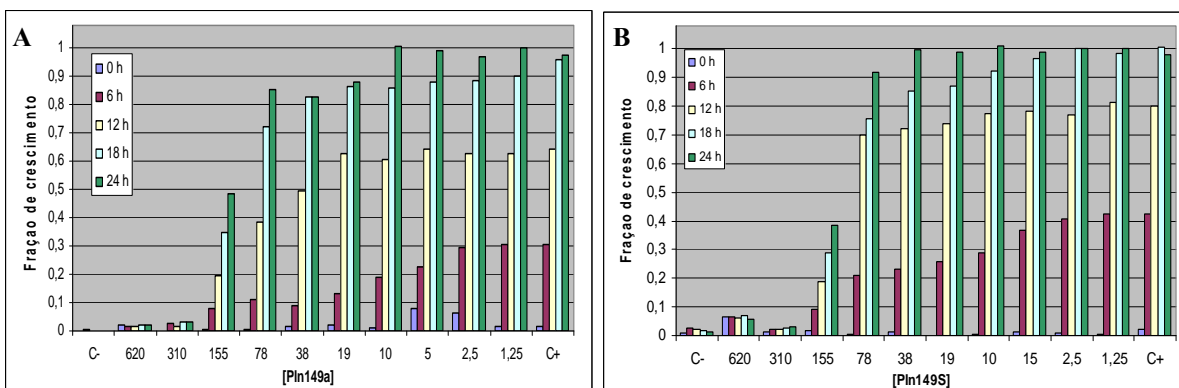 A
Fraçao de crescimento
1
0,9
0,8
0,7
0,6
0,5
0,4
0,3
0,2
0,1
0
0 h
6 h
12 h
18 h
24 h
C- 620 310 155 78 38 19 10 5 2,5 1,25 C+
[Pln149a]
B
Fração de crescimento
1
0,9
0,8
0,7
0,6
0,5
0,4
0,3
0,2
0,1
0
0 h
6 h
12 h
18 h
24 h
C- 620 310 155 78 38 19 10 15 2,5 1,25 C+
[Pln149S]